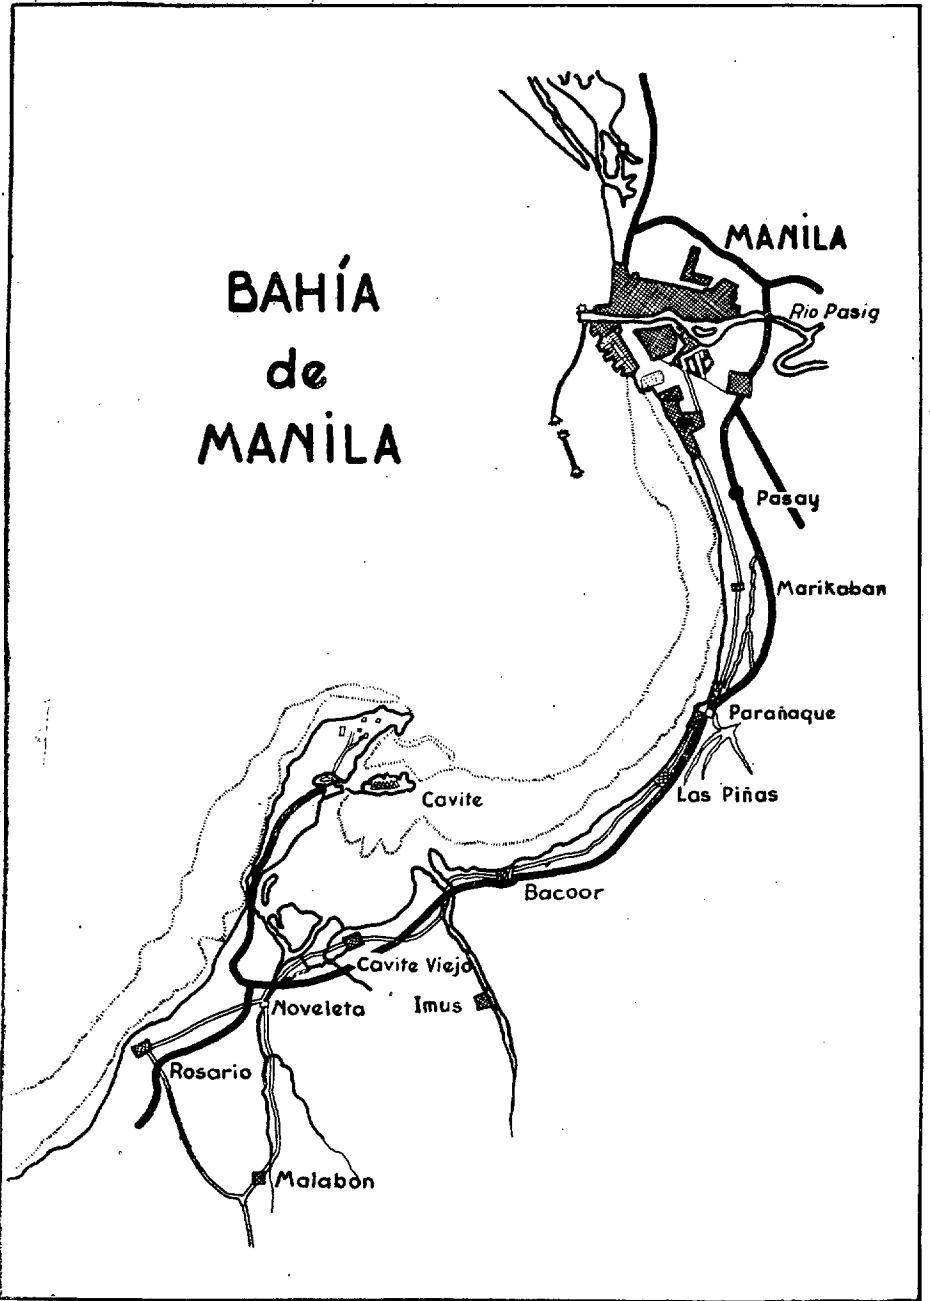 BAHÍA
de
MANILA
MANILA
Rio Pasig
Pasay
Marikaban
Parañaque
Las Piñas
Cavite
Bacoor
Cavite Viejo
Imus
Noveleta
Rosario
Malabon